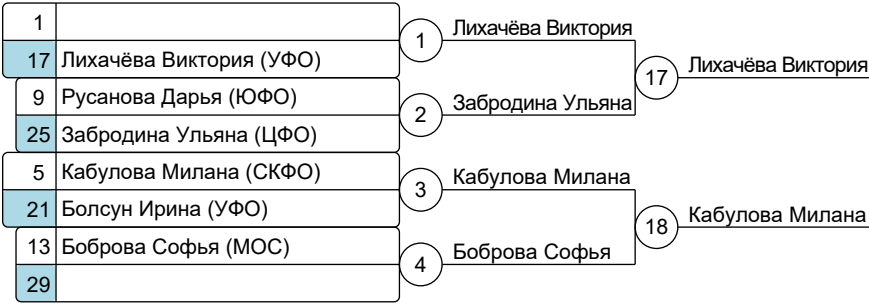 1
17 Лихачёва Виктория (УФО)
1 Лихачёва Виктория
9 Русанова Дарья (ЮФО)
25 Забродина Ульяна (ЦФО)
2 Забродина Ульяна
17 Лихачёва Виктория
5 Кабулова Милана (СКФО)
21 Болсун Ирина (УФО)
3 Кабулова Милана
13 Боброва Софья (МОС)
29
4 Боброва Софья
18 Кабулова Милана